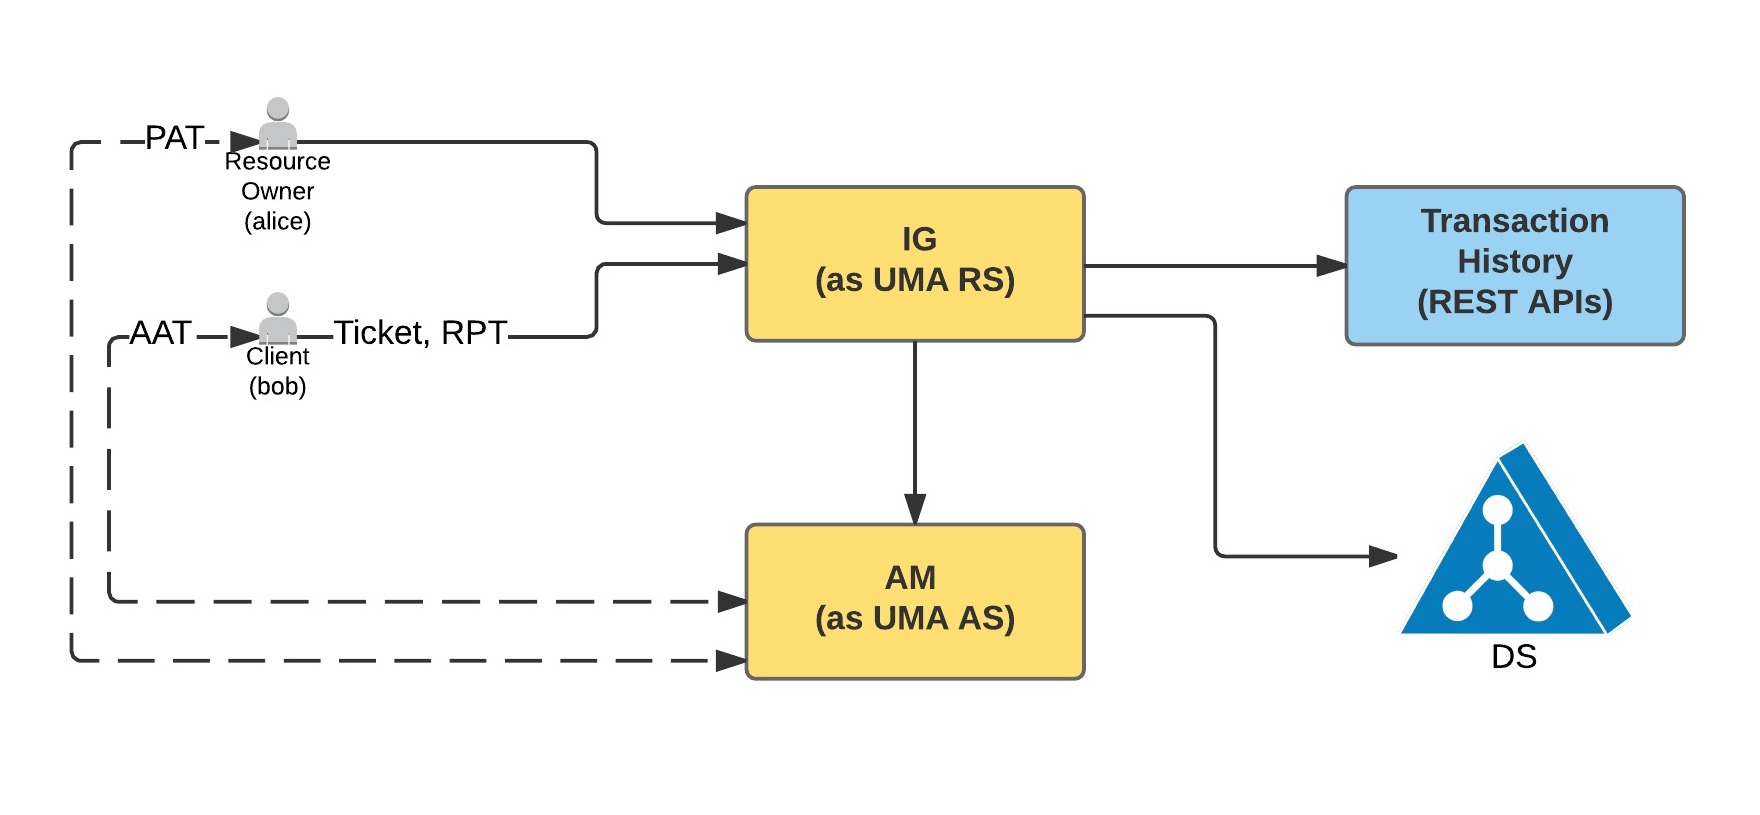 PAT
Resource
Owner
(alice)
IG
(as UMA RS)
Transaction
History
(REST APIs)
AAT
Ticket, RPT
Client
(bob)
AM
(as UMA AS)
DS